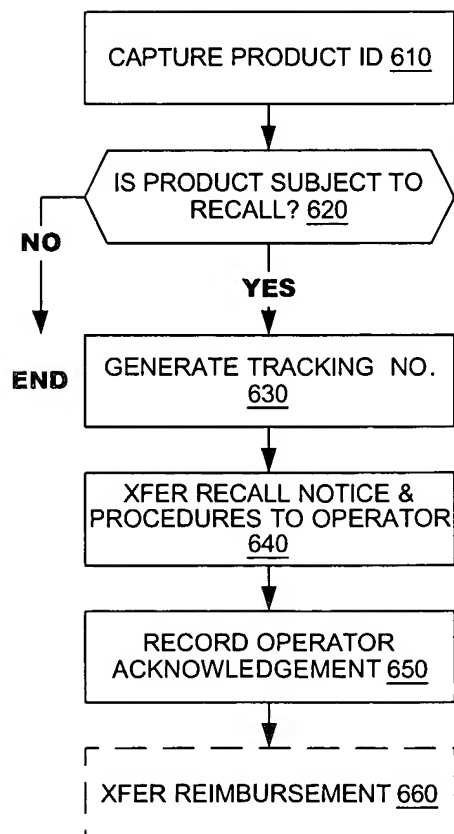 CAPTURE PRODUCT ID 610
IS PRODUCT SUBJECT TO
RECALL? 620
NO
YES
END
GENERATE TRACKING NO.
630
XFER RECALL NOTICE &
PROCEDURES TO OPERATOR
640
RECORD OPERATOR
ACKNOWLEDGEMENT 650
XFER REIMBURSEMENT 660